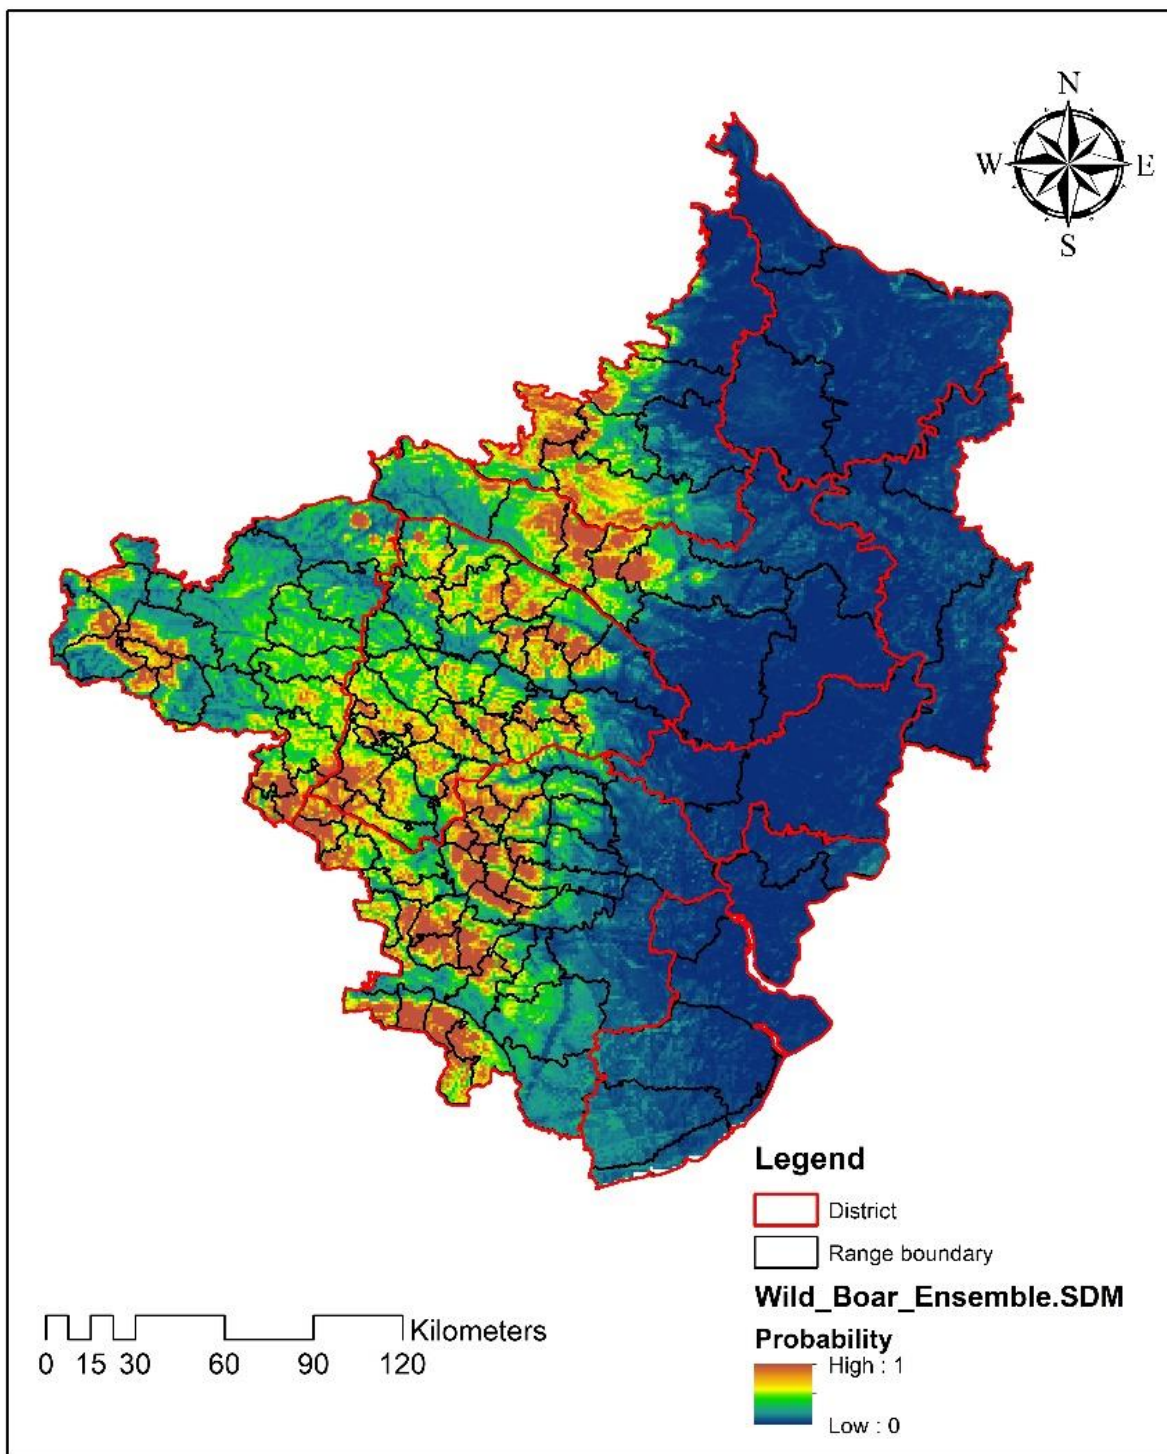 N
W E
S
Legend
District
Range boundary
Wild_Boar_Ensemble.SDM
Probability
High : 1
Low : 0
Kilometers
0 15 30 60 90 120